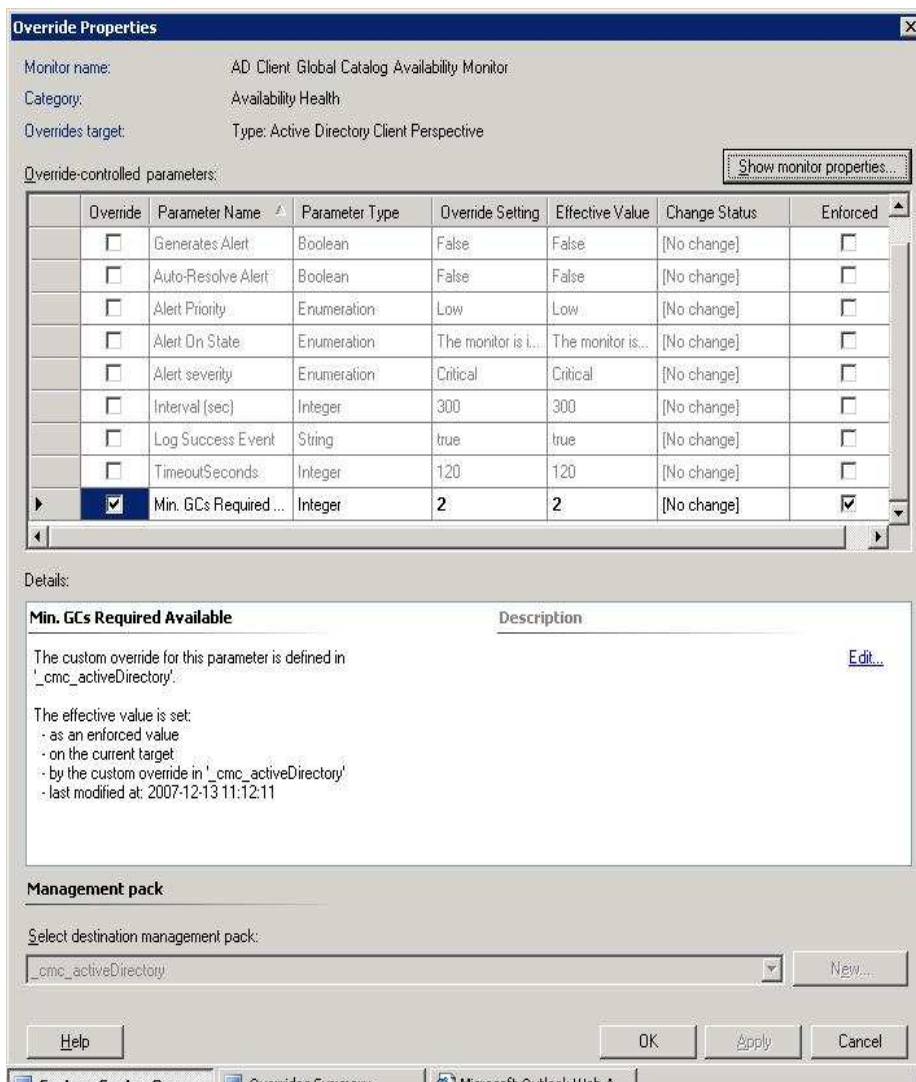 Override Properties
Monitor name: AD Client Global Catalog Availability Monitor
Category: Availability Health
Overrides target: Type: Active Directory Client Perspective
Override-controlled parameters:
Show monitor properties...
Override Parameter Name Parameter Type Override Setting Effective Value Change Status Enforced
Generates Alert Boolean False False [No change]
Auto-Resolve Alert Boolean False False [No change]
Alert Priority Enumeration Low Low [No change]
Alert On State Enumeration The monitor is i... The monitor is... [No change]
Alert severity Enumeration Critical Critical [No change]
Interval (sec) Integer 300 300 [No change]
Log Success Event String true true [No change]
TimeoutSeconds Integer 120 120 [No change]
Min. GCs Required ... Integer 2 2 [No change]
Details:
Min. GCs Required Available Description
The custom override for this parameter is defined in
'_cmc_activeDirectory'.
Edit...
The effective value is set:
- as an enforced value
- on the current target
- by the custom override in '_cmc_activeDirectory'
- last modified at: 2007-12-13 11:12:11
Management pack
Select destination management pack:
_cmc_activeDirectory New...
Help OK Apply Cancel
Overrides Summary Microsoft Outlook Web A